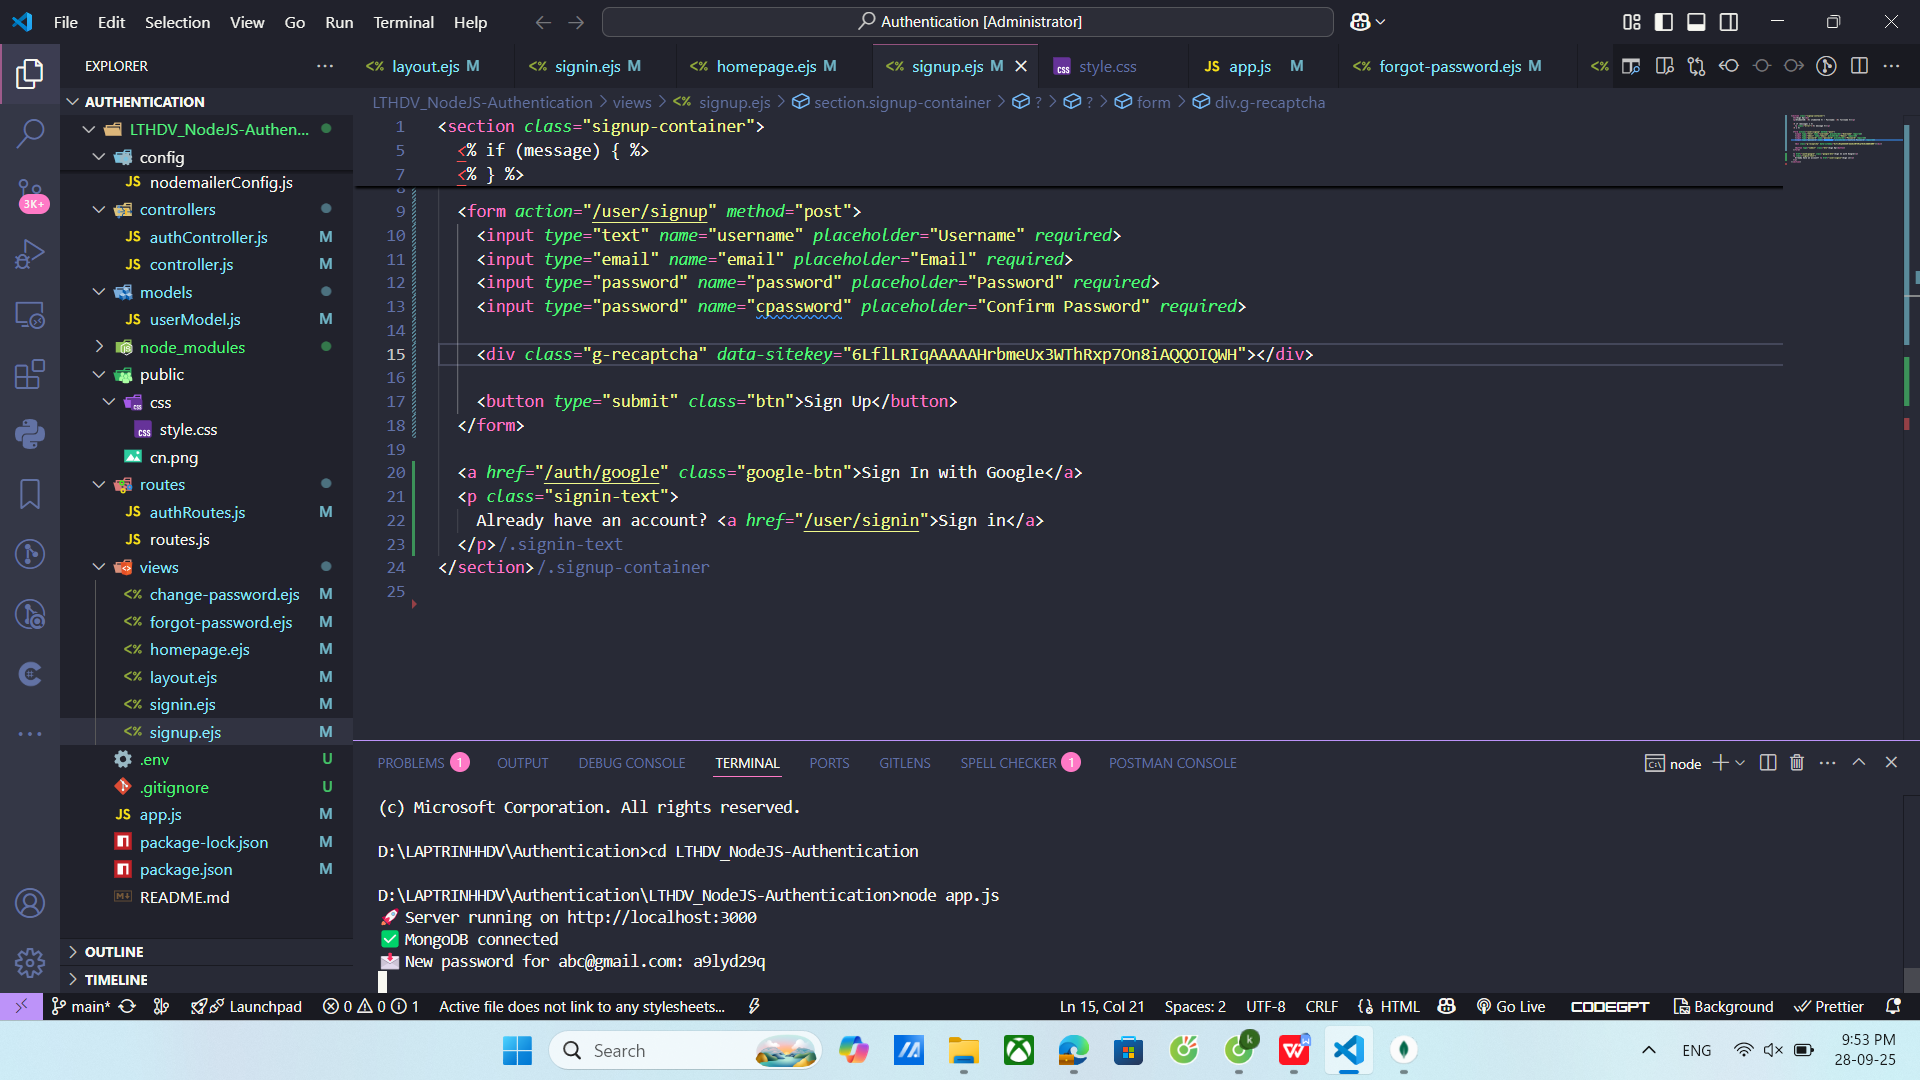 File Edit Selection View Go Run Terminal Help
Authentication [Administrator]
EXPLORER
layout.ejs M
signin.ejs M
homepage.ejs M
signup.ejs M
style.css
app.js M
forgot-password.ejs M
AUTHENTICATION
LTHDV_NodeJS-Authentication > views > signup.ejs > section.signup-container > ? > ? > form > div.g-recaptcha
LTHDV_NodeJS-Authen...
config
nodemailerConfig.js
controllers
authController.js M
controller.js M
models
userModel.js M
node_modules
public
css
style.css
cn.png
routes
authRoutes.js M
routes.js
views
change-password.ejs M
forgot-password.ejs M
homepage.ejs M
layout.ejs M
signin.ejs M
signup.ejs M
.env U
.gitignore U
app.js M
package-lock.json M
package.json M
README.md
OUTLINE
TIMELINE
3K+
1 <section class="signup-container">
5 <% if (message) { %>
7 <% } %>
8
9 <form action="/user/signup" method="post">
10 <input type="text" name="username" placeholder="Username" required>
11 <input type="email" name="email" placeholder="Email" required>
12 <input type="password" name="password" placeholder="Password" required>
13 <input type="password" name="cpassword" placeholder="Confirm Password" required>
14
15 <div class="g-recaptcha" data-sitekey="6LflLRIqAAAAAHrbmeUx3WThRxp7On8iAQQOIQWH"></div>
16
17 <button type="submit" class="btn">Sign Up</button>
18 </form>
19
20 <a href="/auth/google" class="google-btn">Sign In with Google</a>
21 <p class="signin-text">
22 Already have an account? <a href="/user/signin">Sign in</a>
23 </p>/.signin-text
24 </section>/.signup-container
25
PROBLEMS 1 OUTPUT DEBUG CONSOLE TERMINAL PORTS GITLENS SPELL CHECKER 1 POSTMAN CONSOLE
node
(c) Microsoft Corporation. All rights reserved.
D:\LAPTRINHHDV\Authentication>cd LTHDV_NodeJS-Authentication
D:\LAPTRINHHDV\Authentication\LTHDV_NodeJS-Authentication>node app.js
🚀 Server running on http://localhost:3000
✅ MongoDB connected
📩 New password for abc@gmail.com: a9lyd29q
main* Launchpad 0 0 1 Active file does not link to any stylesheets... Ln 15, Col 21 Spaces: 2 UTF-8 CRLF HTML Go Live CODEGPT Background Prettier
Search
ENG
9:53 PM
28-09-25